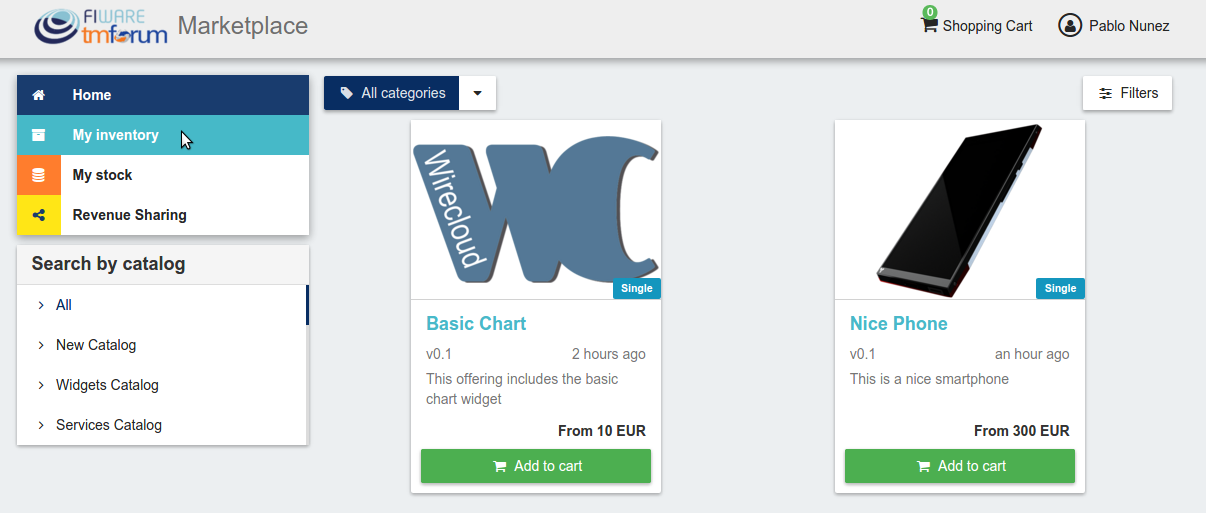 FIWARE
tmforum
Marketplace
0
Shopping Cart
Pablo Nunez
Home
My inventory
My stock
Revenue Sharing
Search by catalog
All
New Catalog
Widgets Catalog
Services Catalog
All categories
Filters
Wirecloud
WC
Single
Basic Chart
v0.1 2 hours ago
This offering includes the basic
chart widget
From 10 EUR
Add to cart
Single
Nice Phone
v0.1 an hour ago
This is a nice smartphone
From 300 EUR
Add to cart